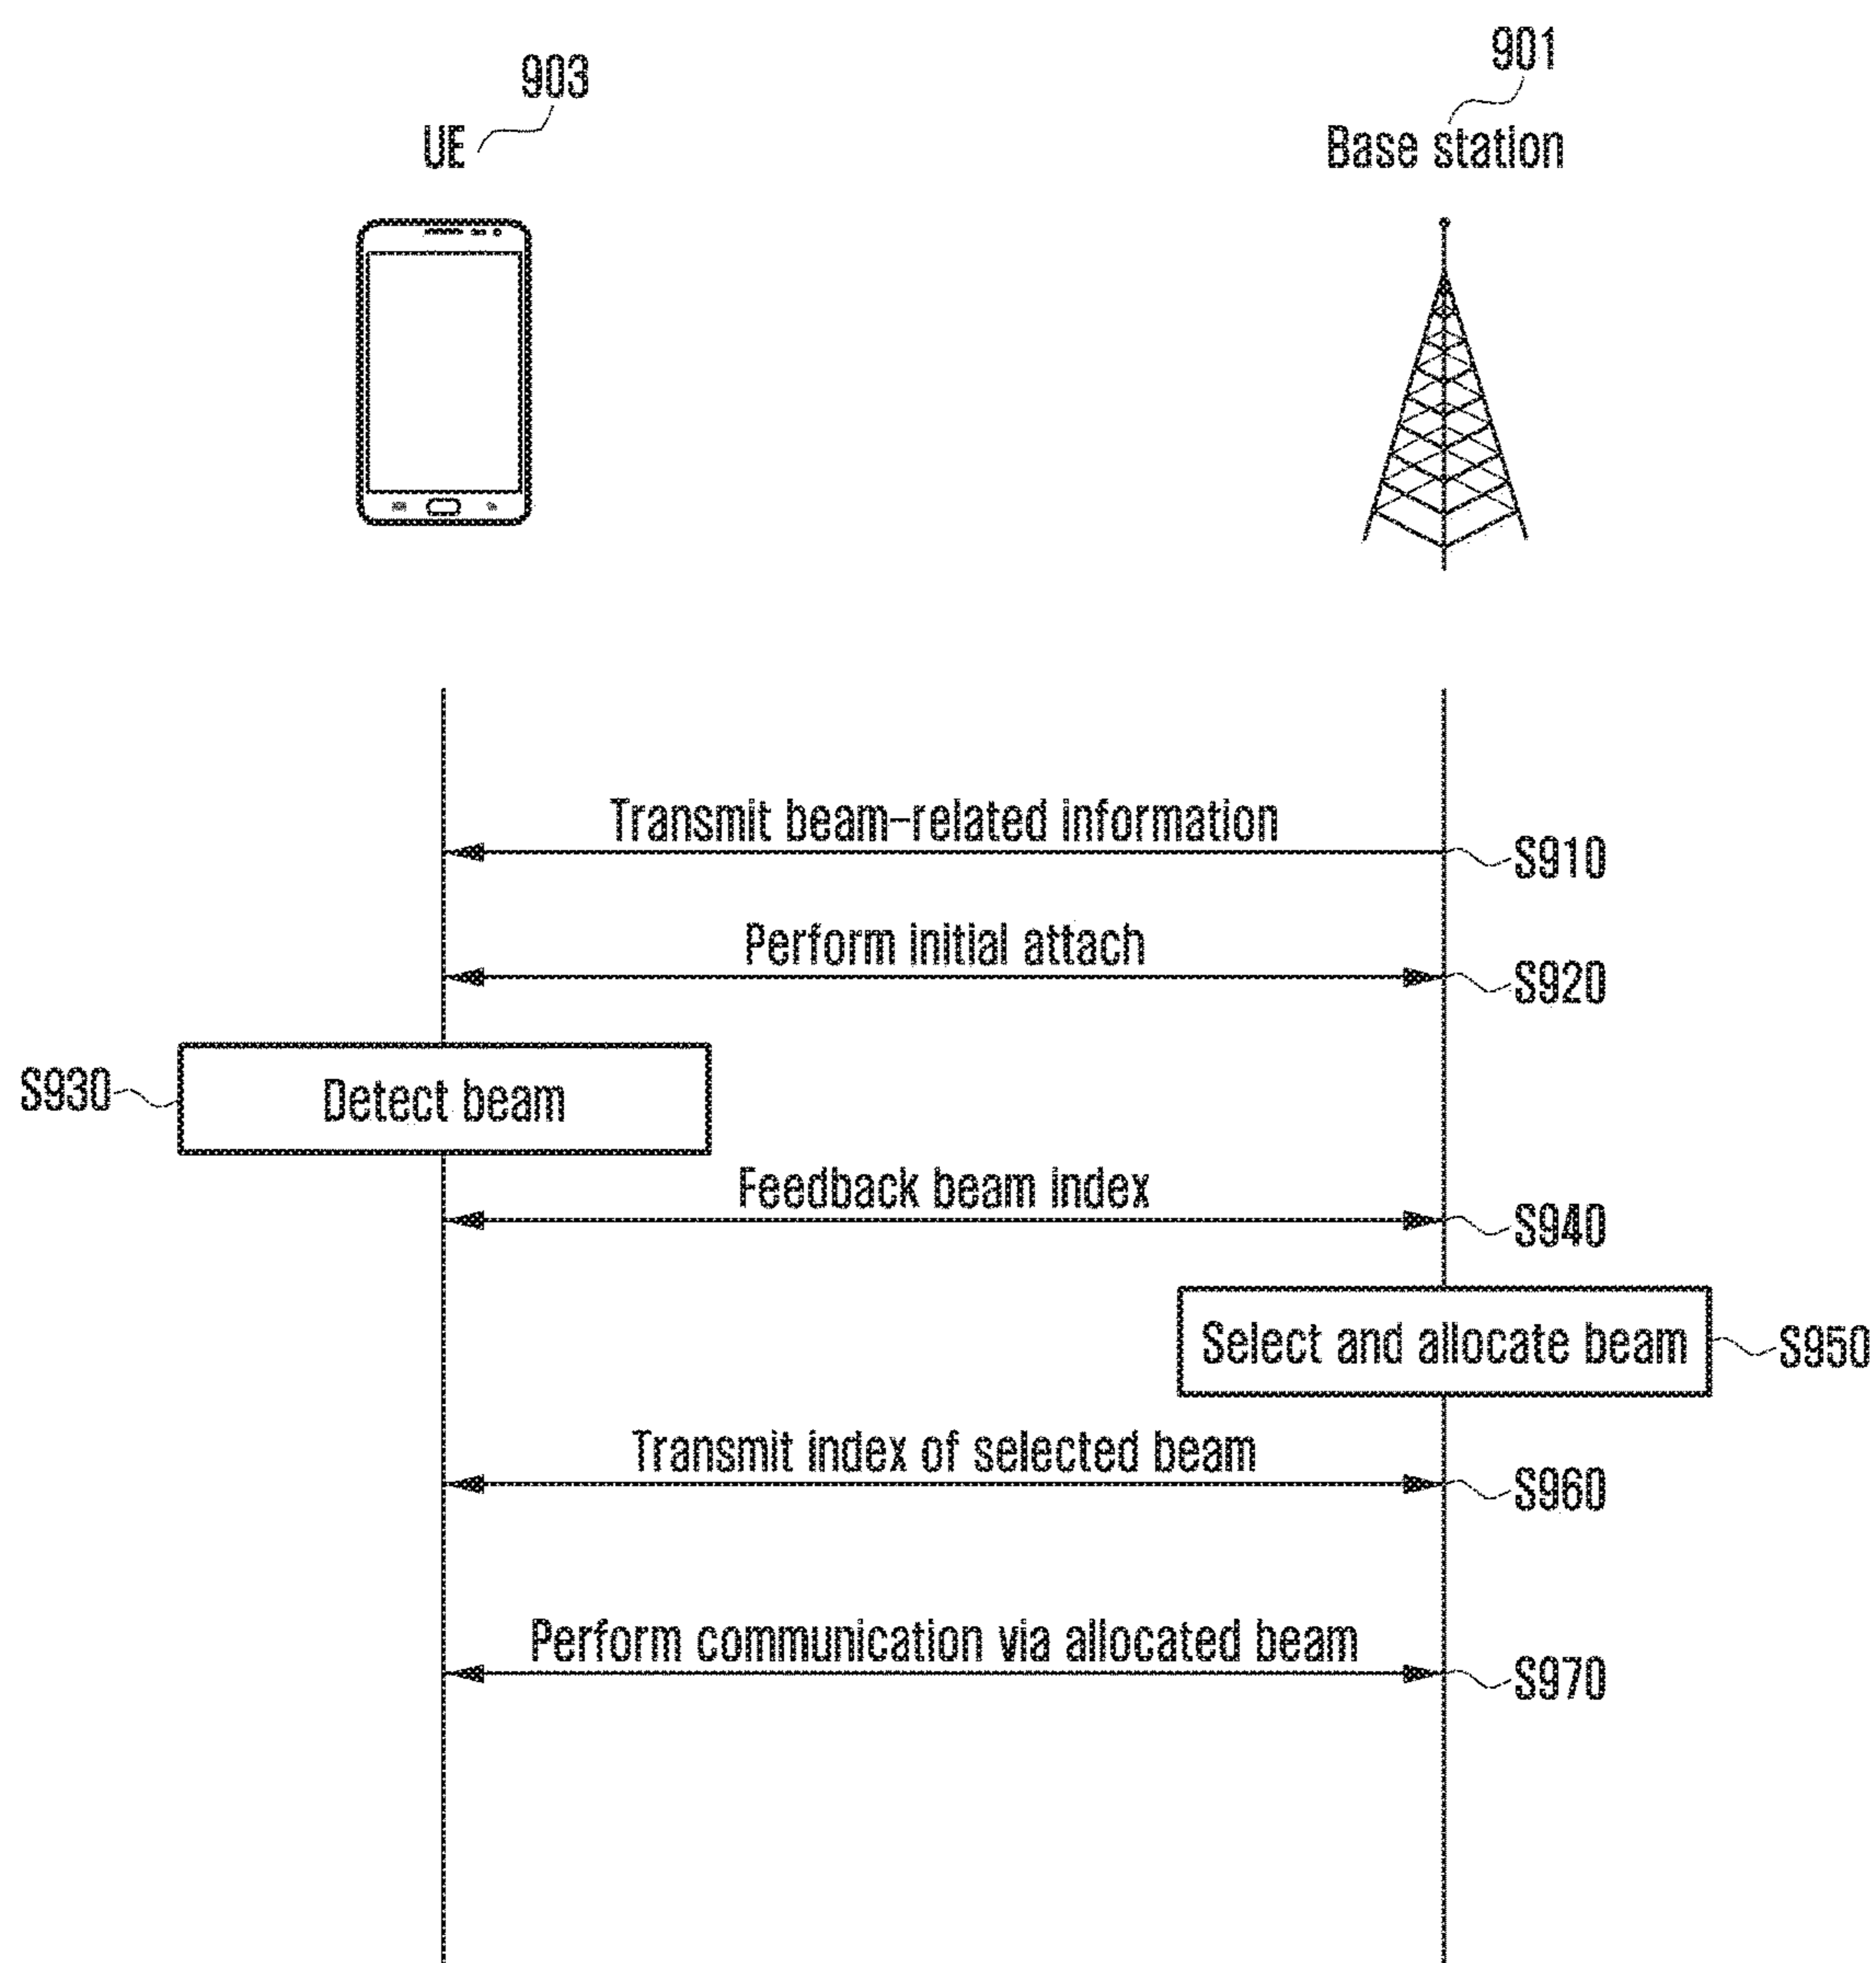 903
UE
901
Base station
Transmit beam-related information
S910
Perform initial attach
S920
S930
Detect beam
Feedback beam index
S940
Select and allocate beam
S950
Transmit index of selected beam
S960
Perform communication via allocated beam
S970